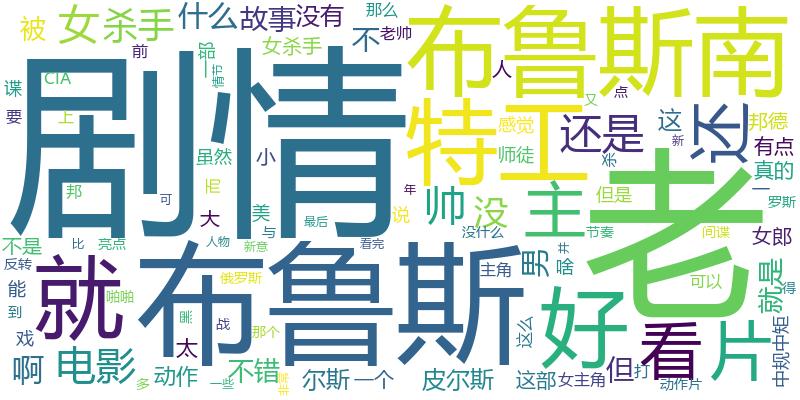 被
女杀手
什么
故事
没有
那么
老帅
不
布鲁斯南
前
一部
情节
谍
CIA
女杀手
人
剧情
特工
又
点
要
上
虽然
小
感觉
师徒
还是
这
还
邦德
有点
新
真的
杀
邦
与
可
美
大
帅
说
年
没
主
但是
老
一
罗斯
不是
比
亮点
人物
新意
最后
看完
没什么
节奏
间谍
女郎
反转
就
布鲁斯
俄罗斯
主角
男
可以
就是
能
到
啪啪
黑
战
那个
这么
好
看
片
得
戏
啊
电影
太
动作
不错
多
一些
尔斯
一个
皮尔斯
这部
女主角
但
打
动作片
中规中矩